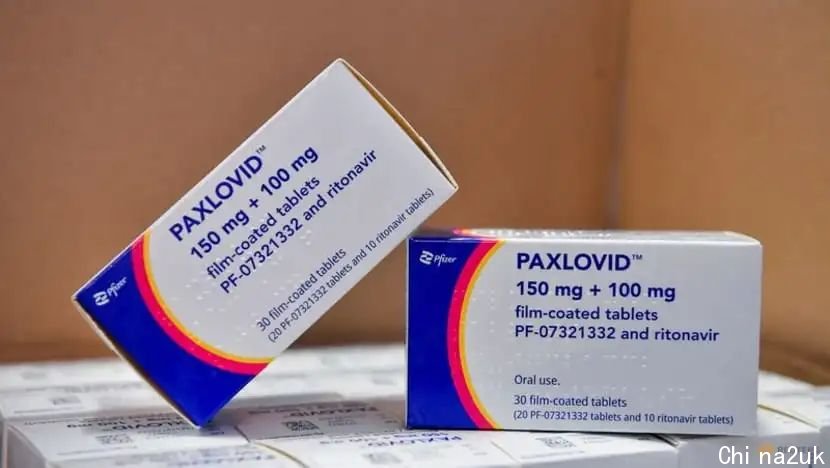 PAXLOVID™
150 mg + 100 mg
film-coated tablets
PF-07321332 and ritonavir
30 film-coated tablets
(20 PF-07321332 tablets and 10 ritonavir tablets)
Pfizer
Pfizer
PAXLOVID™
150 mg + 100 mg
film-coated tablets
PF-07321332 and ritonavir
Oral use.
30 film-coated tablets
(20 PF-07321332 tablets and 10 ritonavir tablets)
PAXLOVID
Chi na2uk